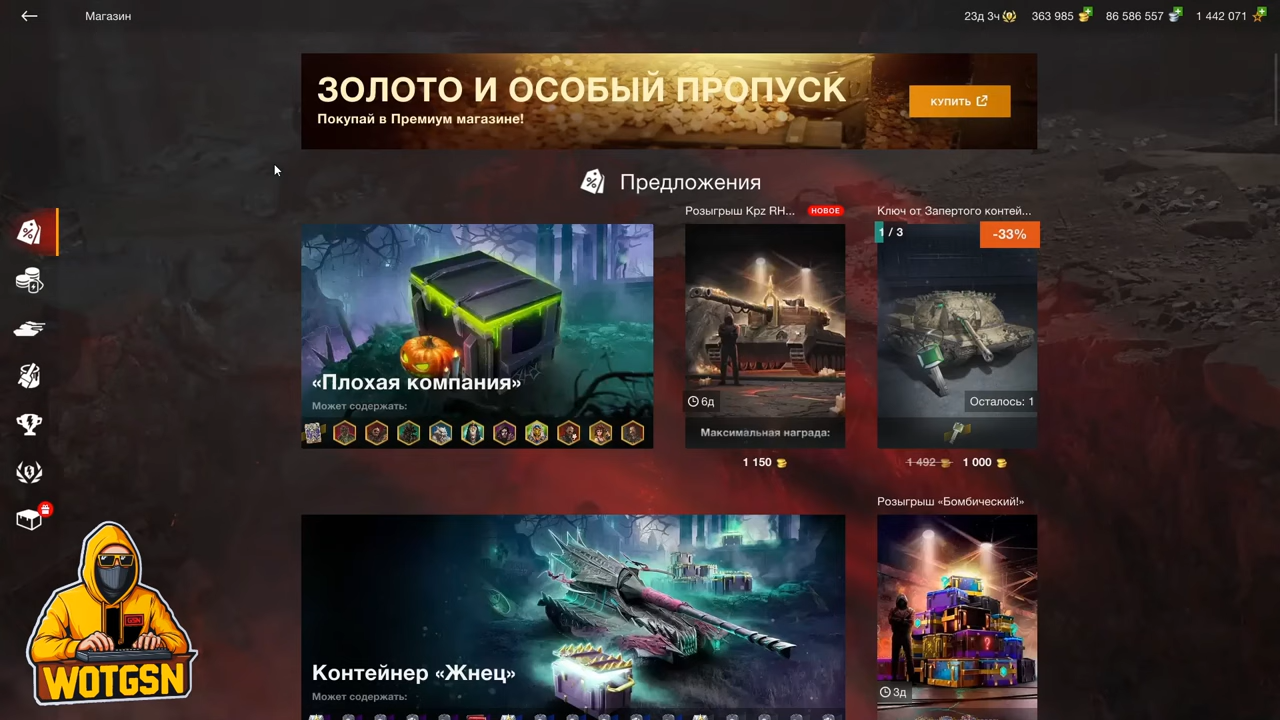 Магазин
23д 3ч
363 985
86 586 557
1 442 071
ЗОЛОТО И ОСОБЫЙ ПРОПУСК
Покупай в Премиум магазине!
КУПИТЬ
Предложения
Розыгрыш Kpz RH...
НОВОЕ
Ключ от Запертого контей...
1 / 3
-33%
«Плохая компания»
Может содержать:
6д
Максимальная награда:
1 150
Осталось: 1
1 492
1 000
Розыгрыш «Бомбический!»
Контейнер «Жнец»
Может содержать:
3д
GSN
WOTGSN